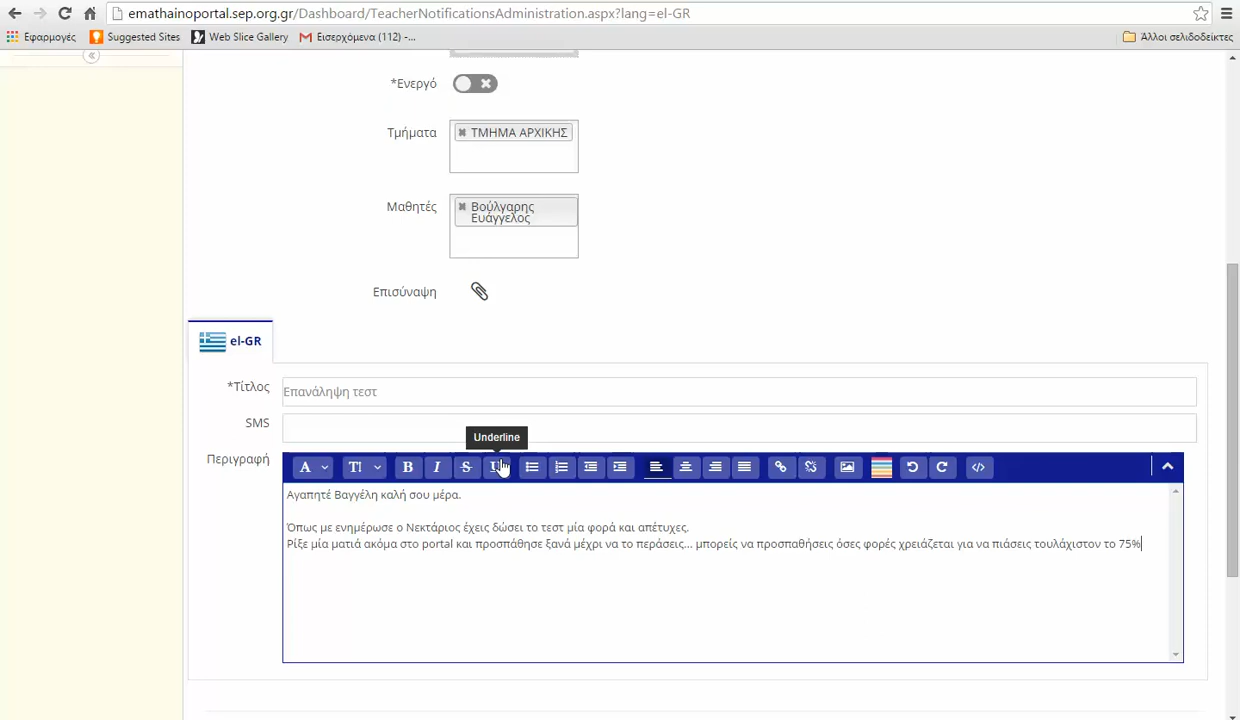 emathainoportal.sep.org.gr/Dashboard/TeacherNotificationsAdministration.aspx?lang=el-GR
Εφαρμογές Suggested Sites Web Slice Gallery Εισερχόμενα (112) -... Άλλοι σελιδοδείκτες
*Ενεργό
Τμήματα ΤΜΗΜΑ ΑΡΧΙΚΗΣ
Μαθητές Βούλγαρης
Ευάγγελος
Επισύναψη
el-GR
*Τίτλος Επανάληψη τεστ
SMS
Underline
Περιγραφή
Αγαπητέ Βαγγέλη καλή σου μέρα.
Όπως με ενημέρωσε ο Νεκτάριος έχεις δώσει το τεστ μία φορά και απέτυχες.
Ρίξε μία ματιά ακόμα στο portal και προσπάθησε ξανά μέχρι να το περάσεις... μπορείς να προσπαθήσεις όσες φορές χρειάζεται για να πιάσεις τουλάχιστον το 75%